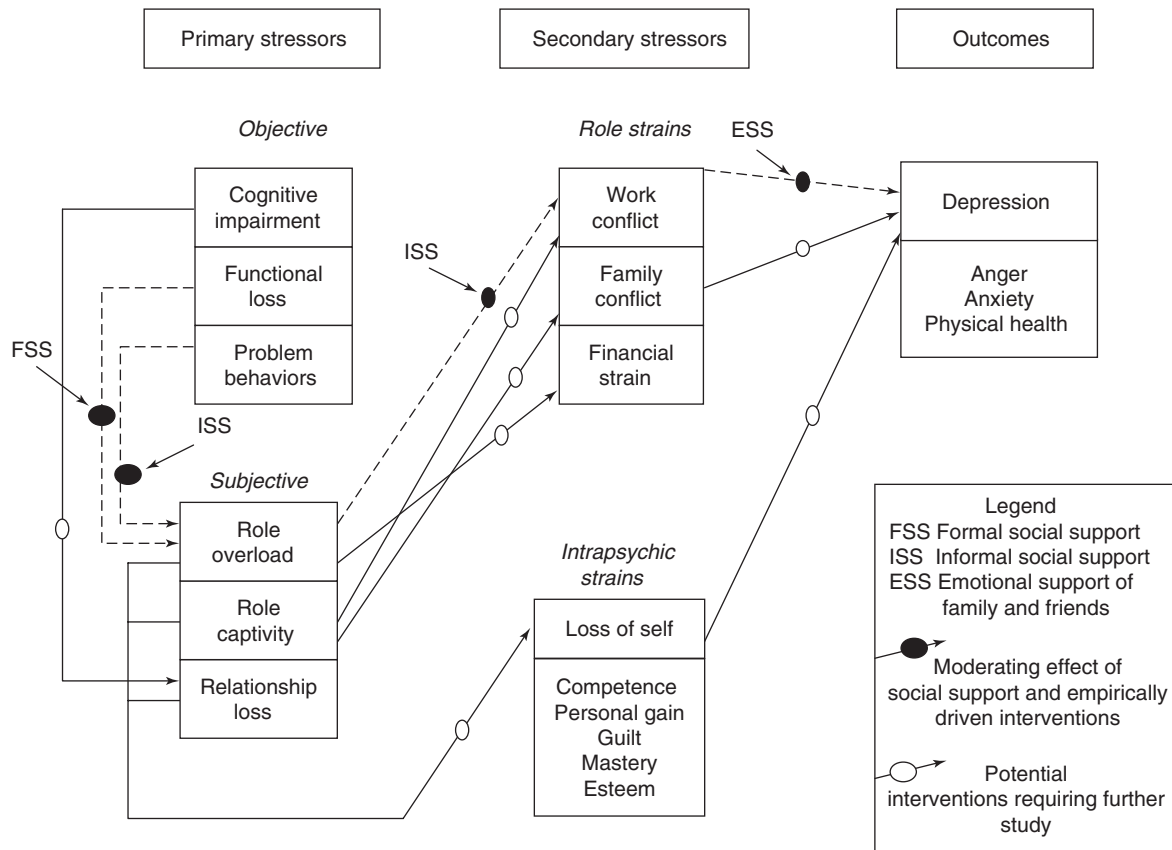 Primary stressors
Secondary stressors
Outcomes
Objective
Cognitive
impairment
Functional
loss
Problem
behaviors
FSS
ISS
Subjective
Role
overload
Role
captivity
Relationship
loss
ISS
Role strains
Work
conflict
Family
conflict
Financial
strain
Intrapsychic
strains
Loss of self
Competence
Personal gain
Guilt
Mastery
Esteem
ESS
Depression
Anger
Anxiety
Physical health
Legend
FSS Formal social support
ISS Informal social support
ESS Emotional support of
family and friends
Moderating effect of
social support and empirically
driven interventions
Potential
interventions requiring further
study